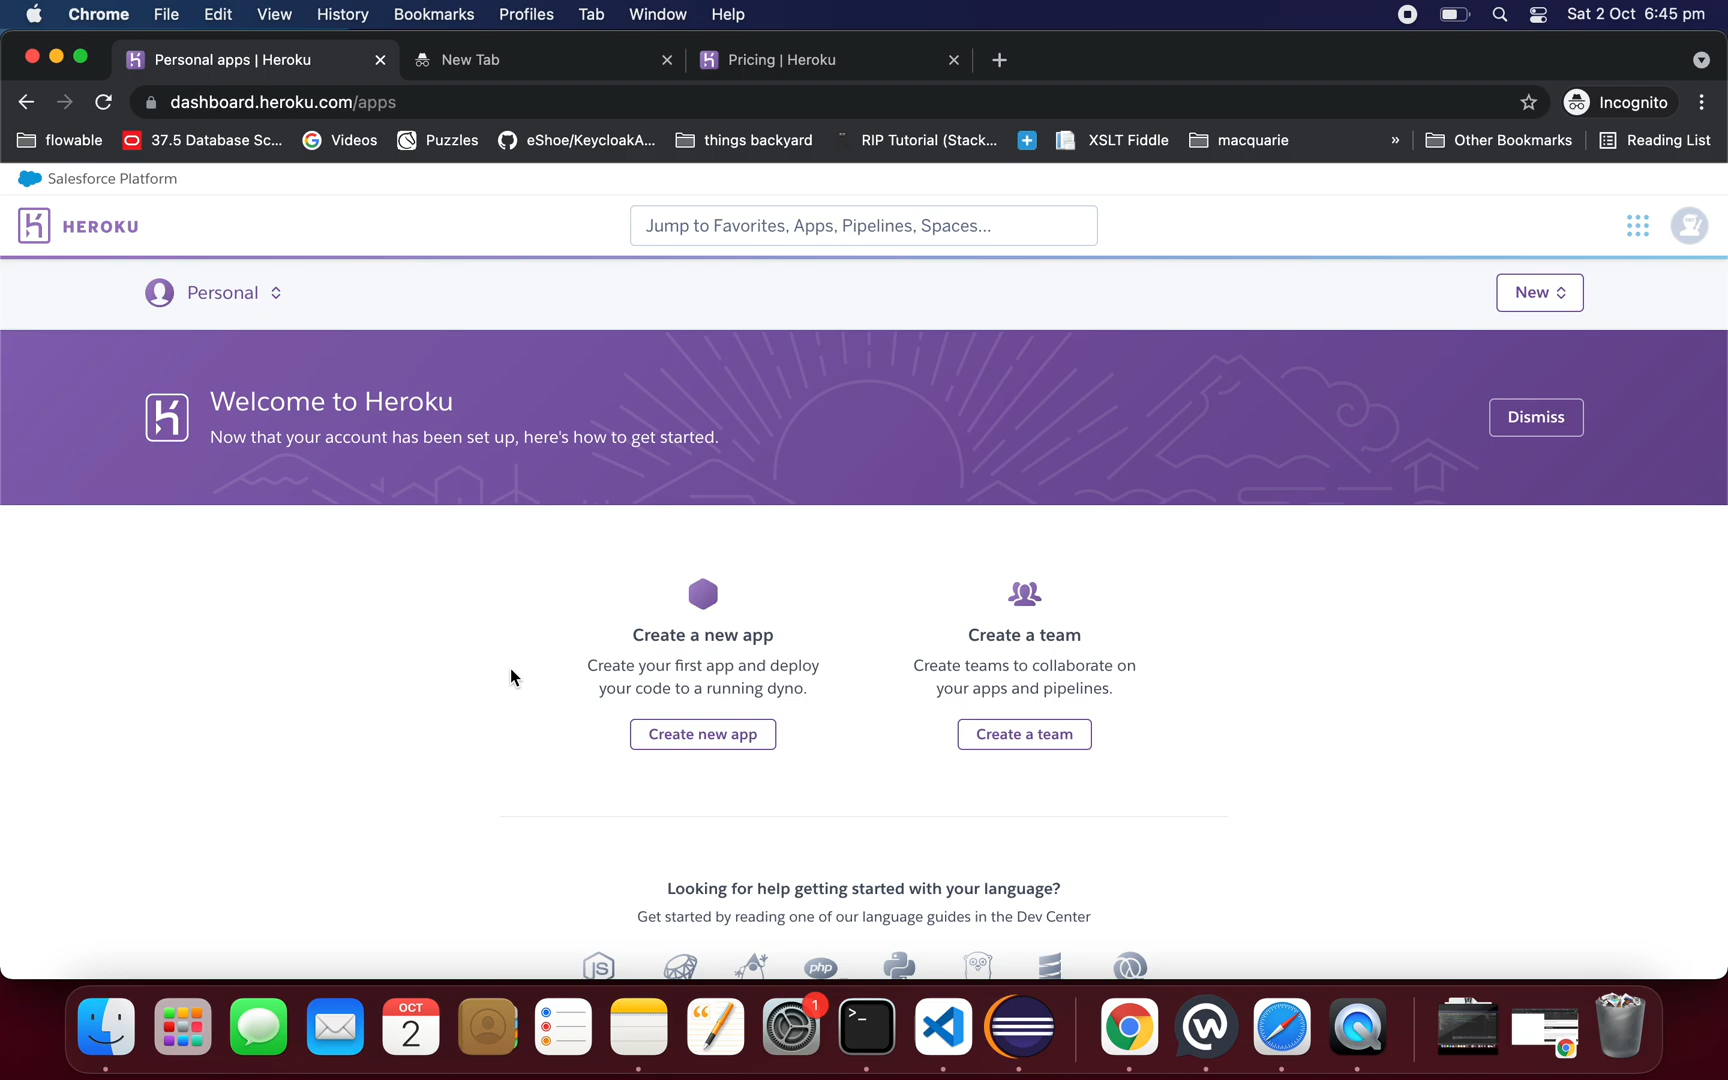 Chrome File Edit View History Bookmarks Profiles Tab Window Help Sat 2 Oct 6:45 pm
Personal apps | Heroku New Tab Pricing | Heroku
dashboard.heroku.com/apps Incognito
flowable 37.5 Database Sc... Videos Puzzles eShoe/KeycloakA... things backyard RIP Tutorial (Stack... XSLT Fiddle macquarie » Other Bookmarks Reading List
Salesforce Platform
HEROKU Jump to Favorites, Apps, Pipelines, Spaces...
Personal New
Welcome to Heroku
Now that your account has been set up, here's how to get started.
Dismiss
Create a new app
Create your first app and deploy
your code to a running dyno.
Create new app
Create a team
Create teams to collaborate on
your apps and pipelines.
Create a team
Looking for help getting started with your language?
Get started by reading one of our language guides in the Dev Center
JS php
OCT
2
1
>_